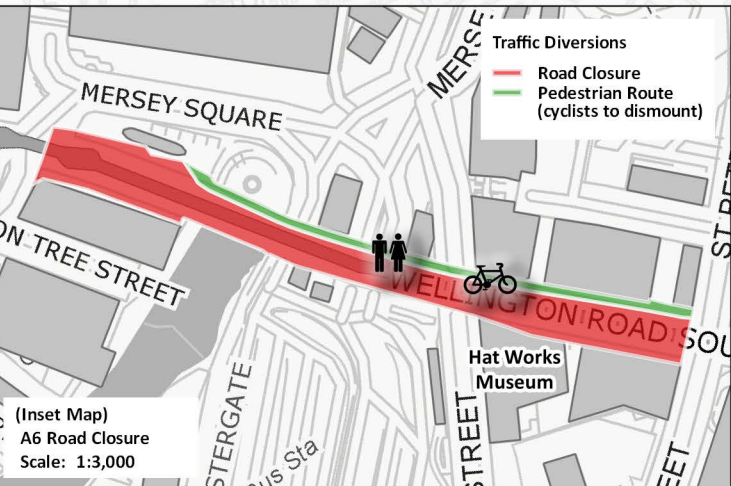 MERSEY SQUARE
MERSE
Traffic Diversions
Road Closure
Pedestrian Route
(cyclists to dismount)
ST PET
ON TREE STREET
WELLINGTON ROAD SOU
Hat Works
Museum
(Inset Map)
A6 Road Closure
Scale: 1:3,000
STERGATE
us Sta
STREET
EET